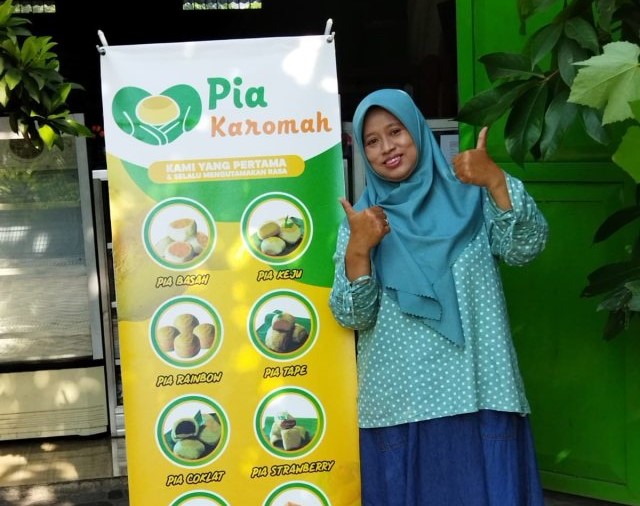 Pia
Karomah
KAMI YANG PERTAMA
& SELALU MENGUTAMAKAN RASA
PIA BASAH
PIA KEJU
PIA RAINBOW
PIA TAPE
PIA COKLAT
PIA STRAWBERRY